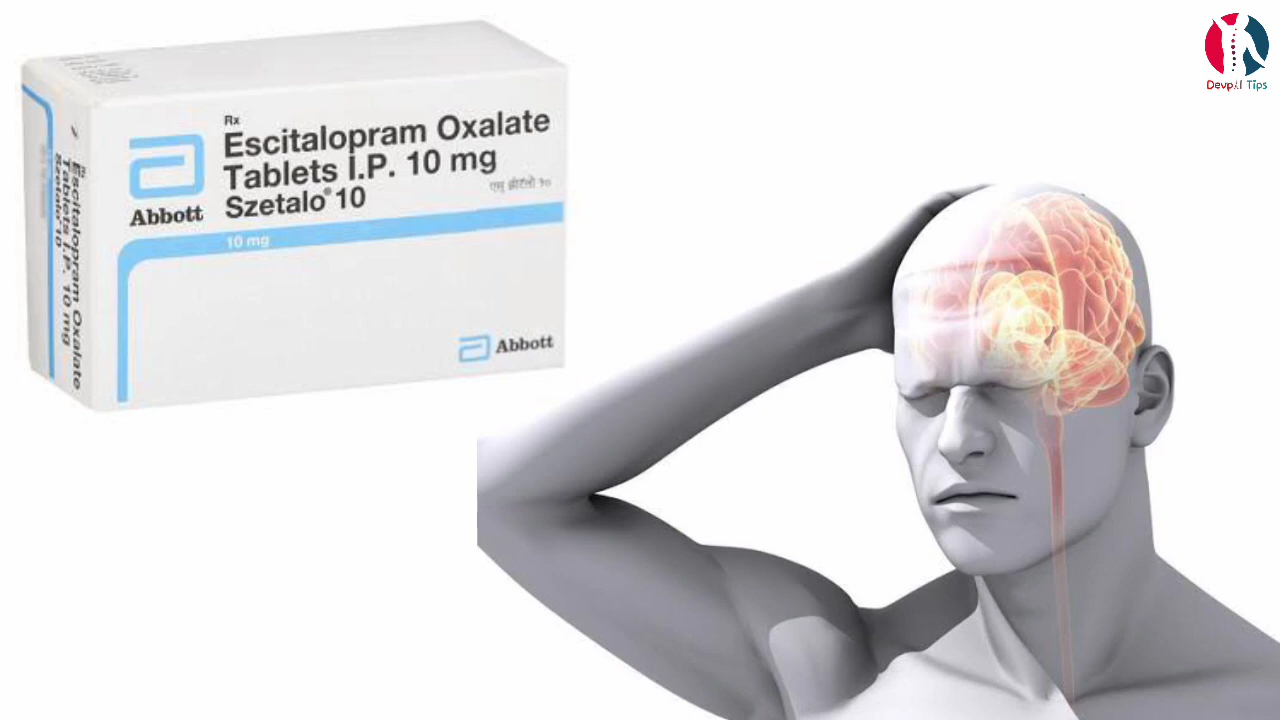 Rx
Escitalopram Oxalate
Tablets I.P. 10 mg
Szetalo® 10
10 mg
Abbott
Abbott
Escitalopram Oxalate
Tablets I.P. 10 mg
Szetalo 10
Devpal Tips